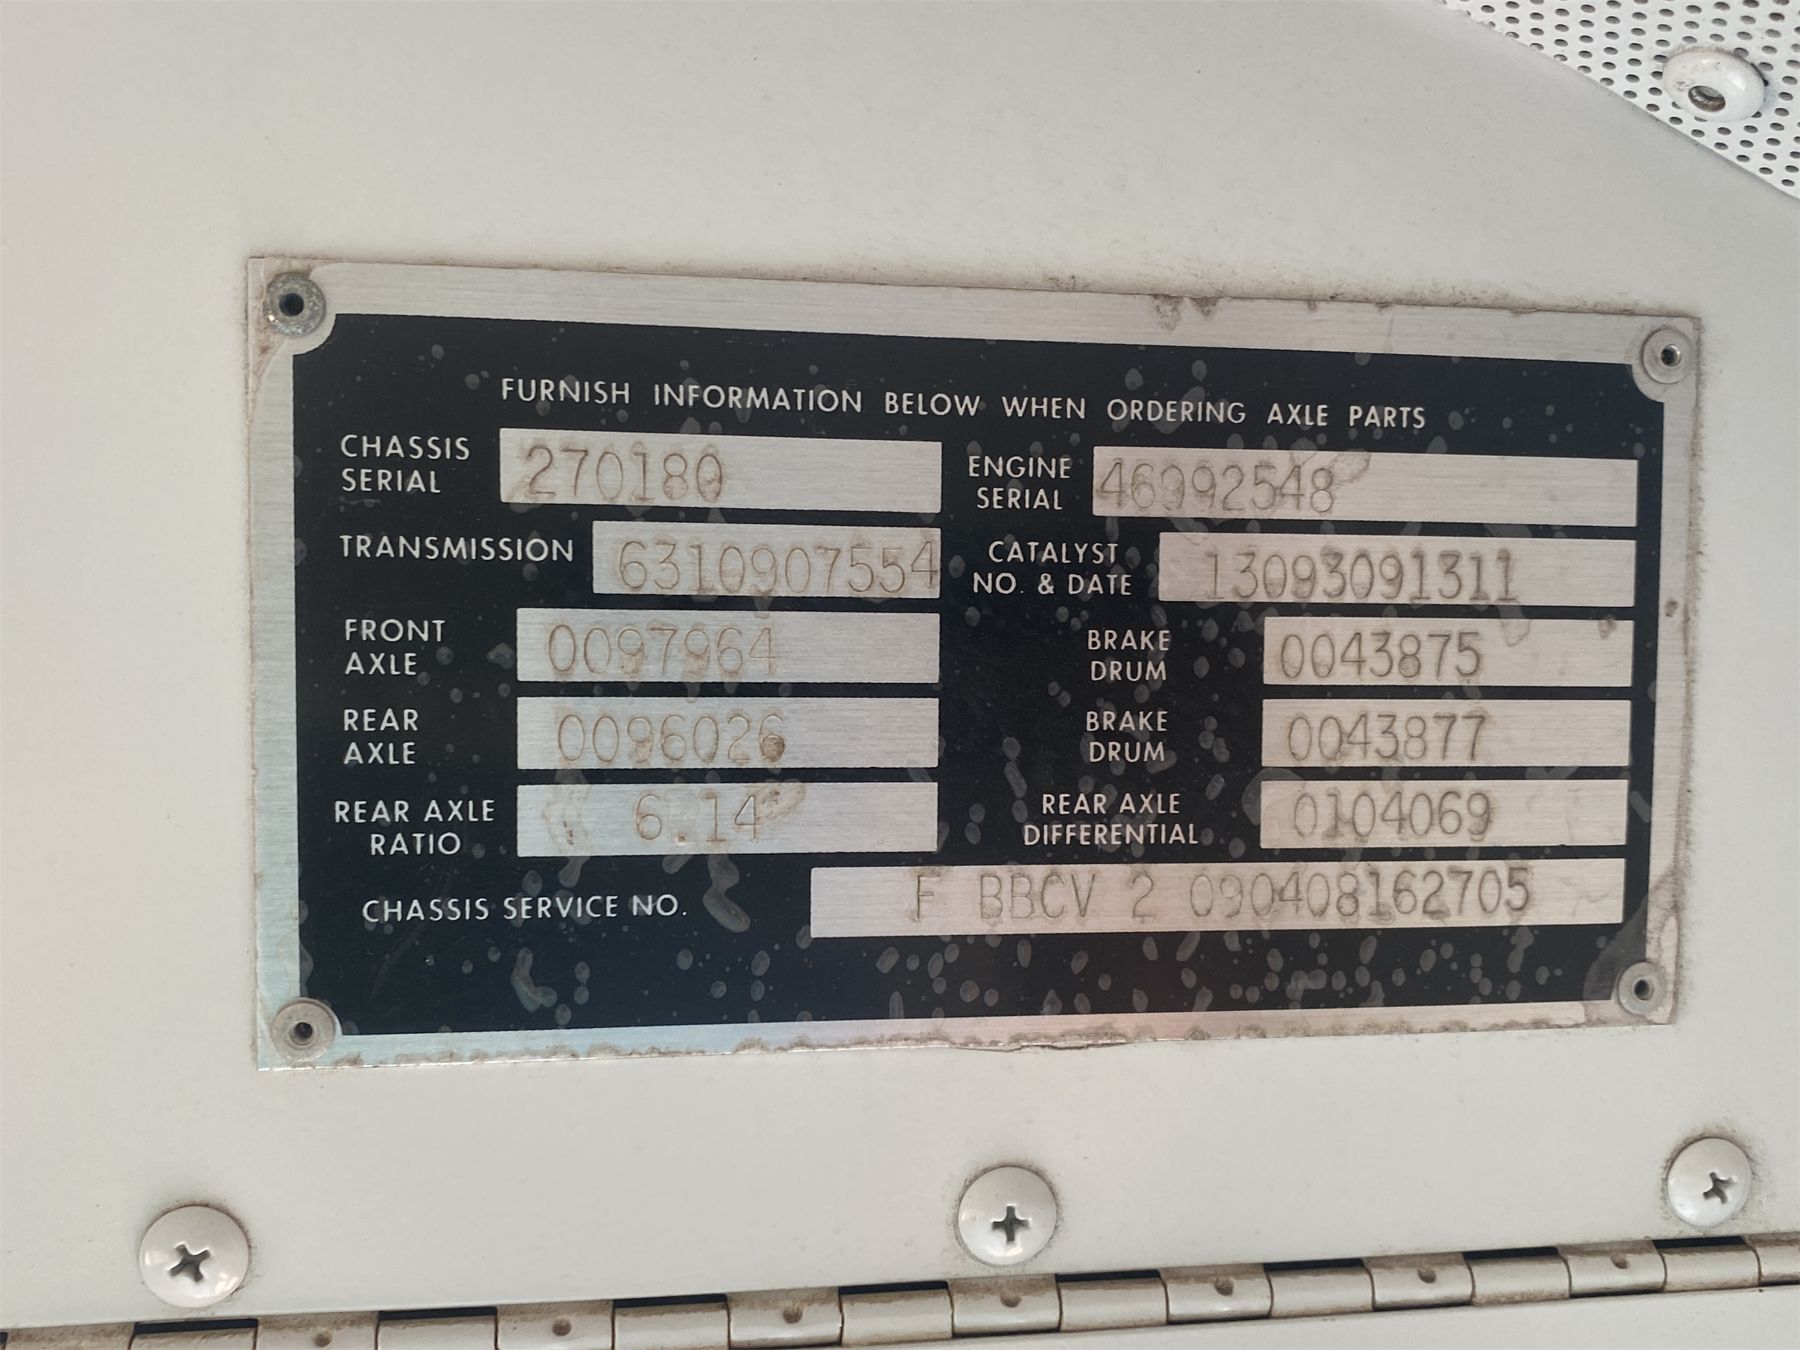 FURNISH INFORMATION BELOW WHEN ORDERING AXLE PARTS
CHASSIS SERIAL 270180
ENGINE SERIAL 46992548
TRANSMISSION 6310907554
CATALYST NO. & DATE 13093091311
FRONT AXLE 0097964
BRAKE DRUM 0043875
REAR AXLE 0096026
BRAKE DRUM 0043877
REAR AXLE RATIO 6.14
REAR AXLE DIFFERENTIAL 0104069
CHASSIS SERVICE NO. F BBCV 2 090408162705